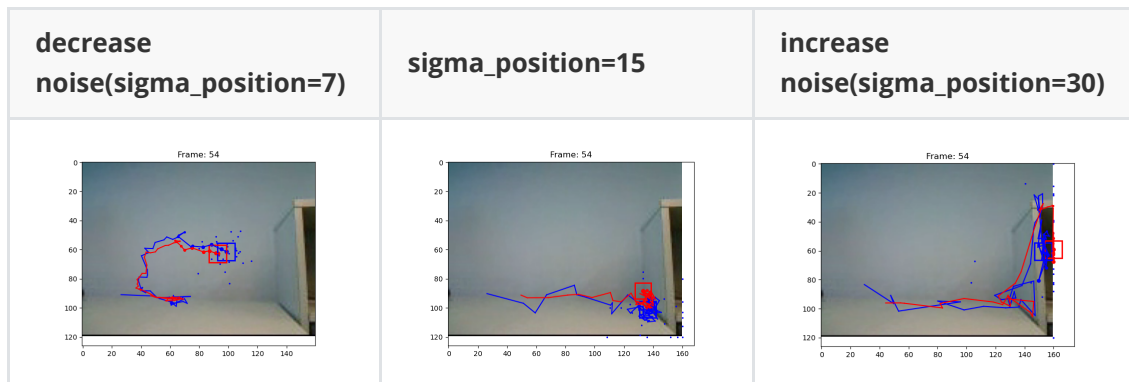 decrease
noise(sigma_position=7)
sigma_position=15
increase
noise(sigma_position=30)
Frame: 54
0
20
40
60
80
100
120
0 20 40 60 80 100 120 140
Frame: 54
0
20
40
60
80
100
120
0 20 40 60 80 100 120 140 160
Frame: 54
0
20
40
60
80
100
120
0 20 40 60 80 100 120 140 160